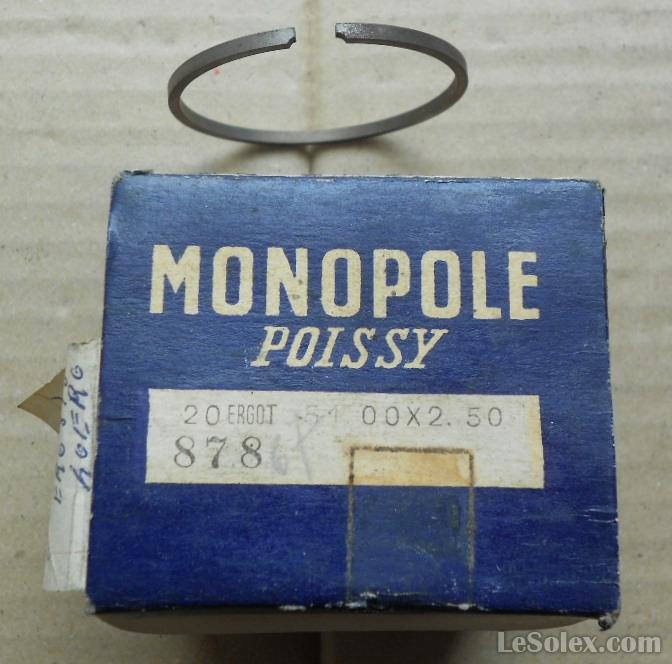 MONOPOLE
POISSY
20 ERGOT 51 00X2.50
878
LeSolex.com